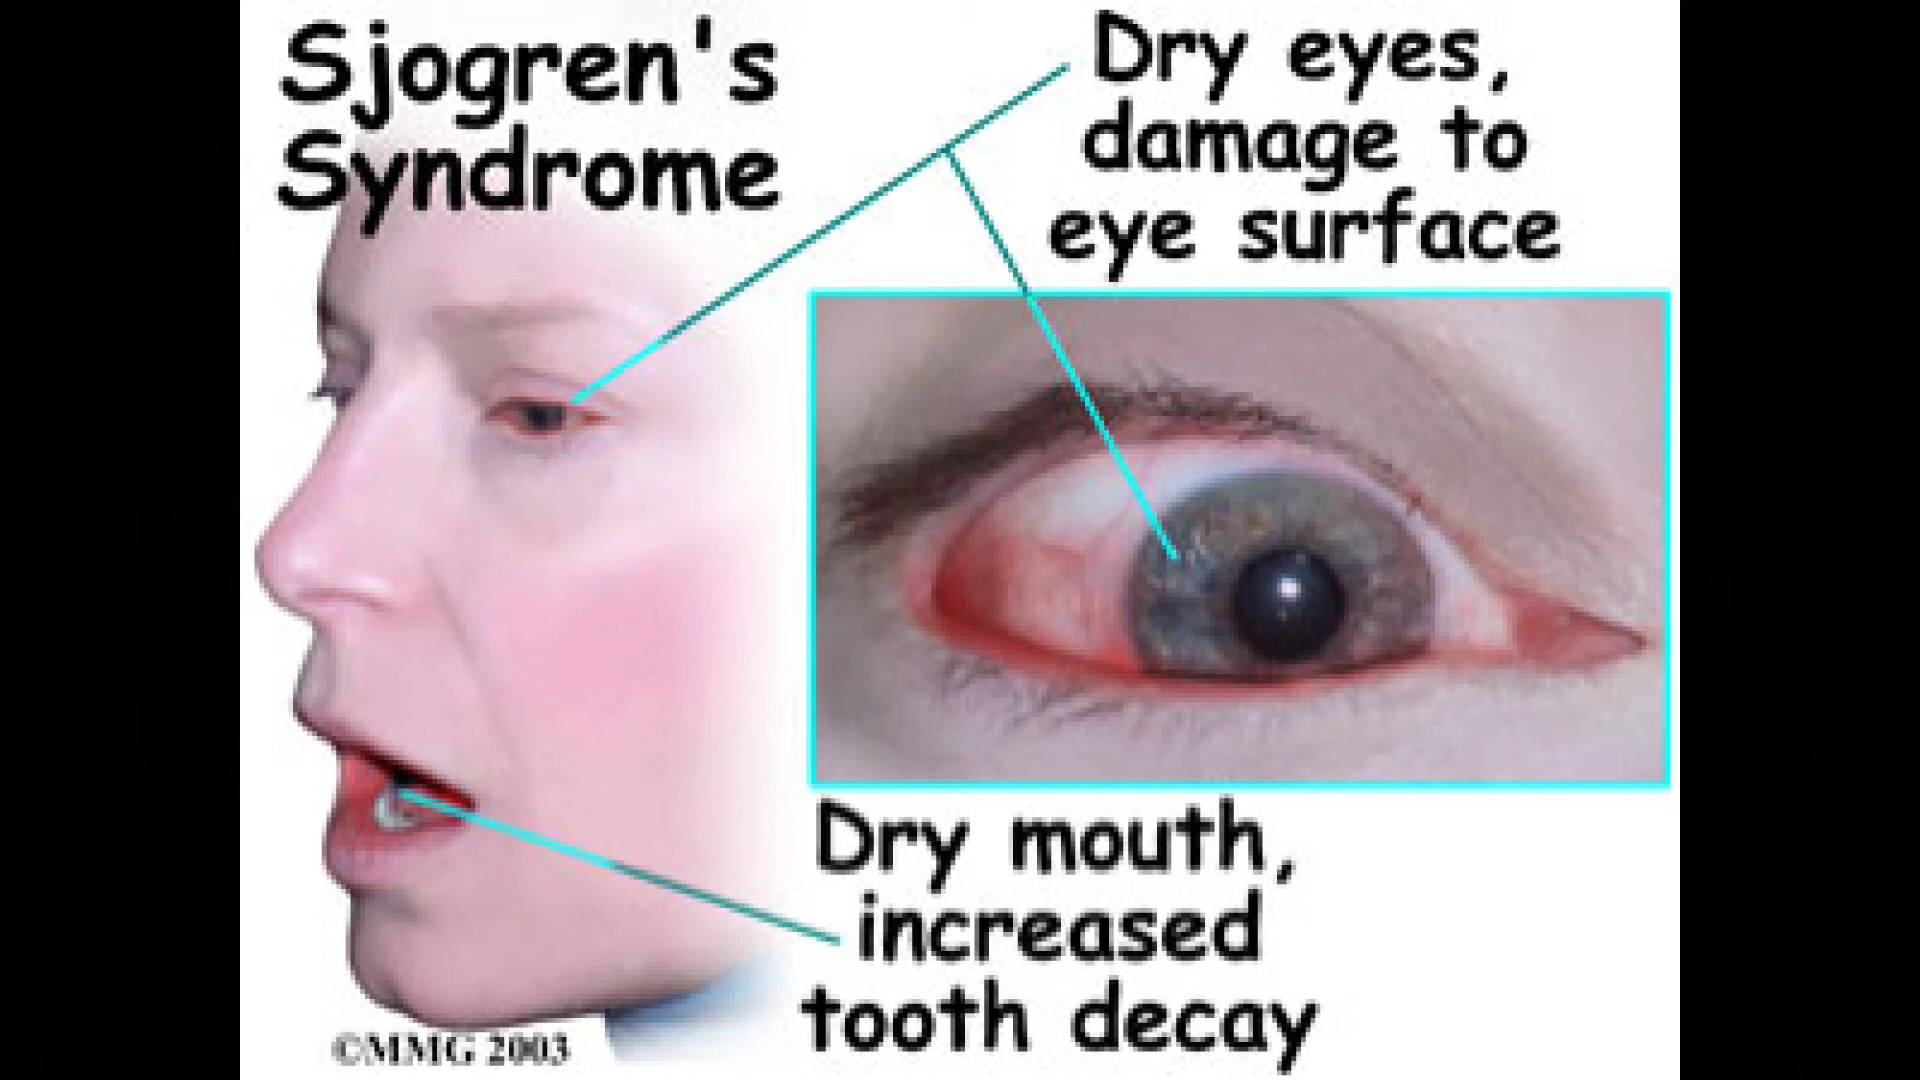 Sjogren's
Syndrome
Dry eyes,
damage to
eye surface
Dry mouth,
increased
tooth decay
©MMG 2003